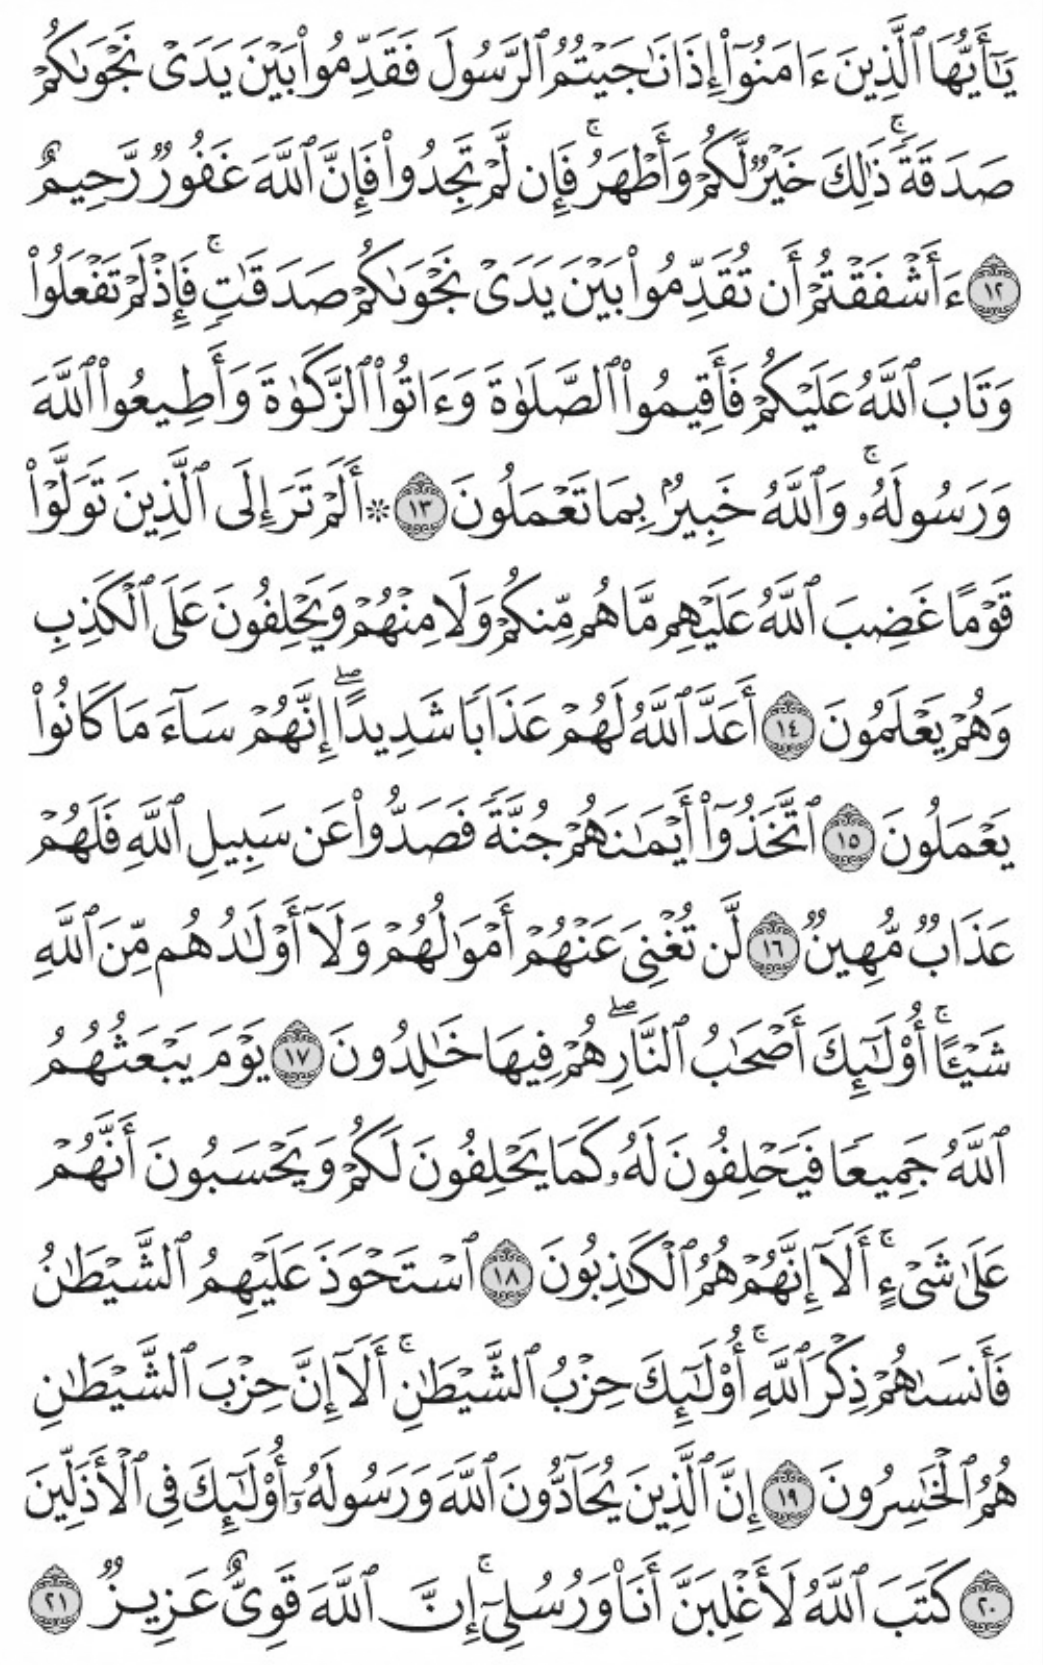 يَٰٓأَيُّهَا ٱلَّذِينَ ءَامَنُوٓا۟ إِذَا نَٰجَيْتُمُ ٱلرَّسُولَ فَقَدِّمُوا۟ بَيْنَ يَدَىْ نَجْوَىٰكُمْ
صَدَقَةً ۚ ذَٰلِكَ خَيْرٌ لَّكُمْ وَأَطْهَرُ ۚ فَإِن لَّمْ تَجِدُوا۟ فَإِنَّ ٱللَّهَ غَفُورٌ رَّحِيمٌ
١٢ ءَأَشْفَقْتُمْ أَن تُقَدِّمُوا۟ بَيْنَ يَدَىْ نَجْوَىٰكُمْ صَدَقَٰتٍ ۚ فَإِذْ لَمْ تَفْعَلُوا۟
وَتَابَ ٱللَّهُ عَلَيْكُمْ فَأَقِيمُوا۟ ٱلصَّلَوٰةَ وَءَاتُوا۟ ٱلزَّكَوٰةَ وَأَطِيعُوا۟ ٱللَّهَ
وَرَسُولَهُۥ ۚ وَٱللَّهُ خَبِيرٌۢ بِمَا تَعْمَلُونَ ١٣ ۞ أَلَمْ تَرَ إِلَى ٱلَّذِينَ تَوَلَّوْا۟
قَوْمًا غَضِبَ ٱللَّهُ عَلَيْهِم مَّا هُم مِّنكُمْ وَلَا مِنْهُمْ وَيَحْلِفُونَ عَلَى ٱلْكَذِبِ
وَهُمْ يَعْلَمُونَ ١٤ أَعَدَّ ٱللَّهُ لَهُمْ عَذَابًا شَدِيدًا ۖ إِنَّهُمْ سَآءَ مَا كَانُوا۟
يَعْمَلُونَ ١٥ ٱتَّخَذُوٓا۟ أَيْمَٰنَهُمْ جُنَّةً فَصَدُّوا۟ عَن سَبِيلِ ٱللَّهِ فَلَهُمْ
عَذَابٌ مُّهِينٌ ١٦ لَّن تُغْنِىَ عَنْهُمْ أَمْوَٰلُهُمْ وَلَآ أَوْلَٰدُهُم مِّنَ ٱللَّهِ
شَيْـًٔا ۚ أُو۟لَٰٓئِكَ أَصْحَٰبُ ٱلنَّارِ ۖ هُمْ فِيهَا خَٰلِدُونَ ١٧ يَوْمَ يَبْعَثُهُمُ
ٱللَّهُ جَمِيعًا فَيَحْلِفُونَ لَهُۥ كَمَا يَحْلِفُونَ لَكُمْ وَيَحْسَبُونَ أَنَّهُمْ
عَلَىٰ شَىْءٍ ۚ أَلَآ إِنَّهُمْ هُمُ ٱلْكَٰذِبُونَ ١٨ ٱسْتَحْوَذَ عَلَيْهِمُ ٱلشَّيْطَٰنُ
فَأَنسَىٰهُمْ ذِكْرَ ٱللَّهِ ۚ أُو۟لَٰٓئِكَ حِزْبُ ٱلشَّيْطَٰنِ ۚ أَلَآ إِنَّ حِزْبَ ٱلشَّيْطَٰنِ
هُمُ ٱلْخَٰسِرُونَ ١٩ إِنَّ ٱلَّذِينَ يُحَآدُّونَ ٱللَّهَ وَرَسُولَهُۥٓ أُو۟لَٰٓئِكَ فِى ٱلْأَذَلِّينَ
٢٠ كَتَبَ ٱللَّهُ لَأَغْلِبَنَّ أَنَا۠ وَرُسُلِىٓ ۚ إِنَّ ٱللَّهَ قَوِىٌّ عَزِيزٌ ٢١